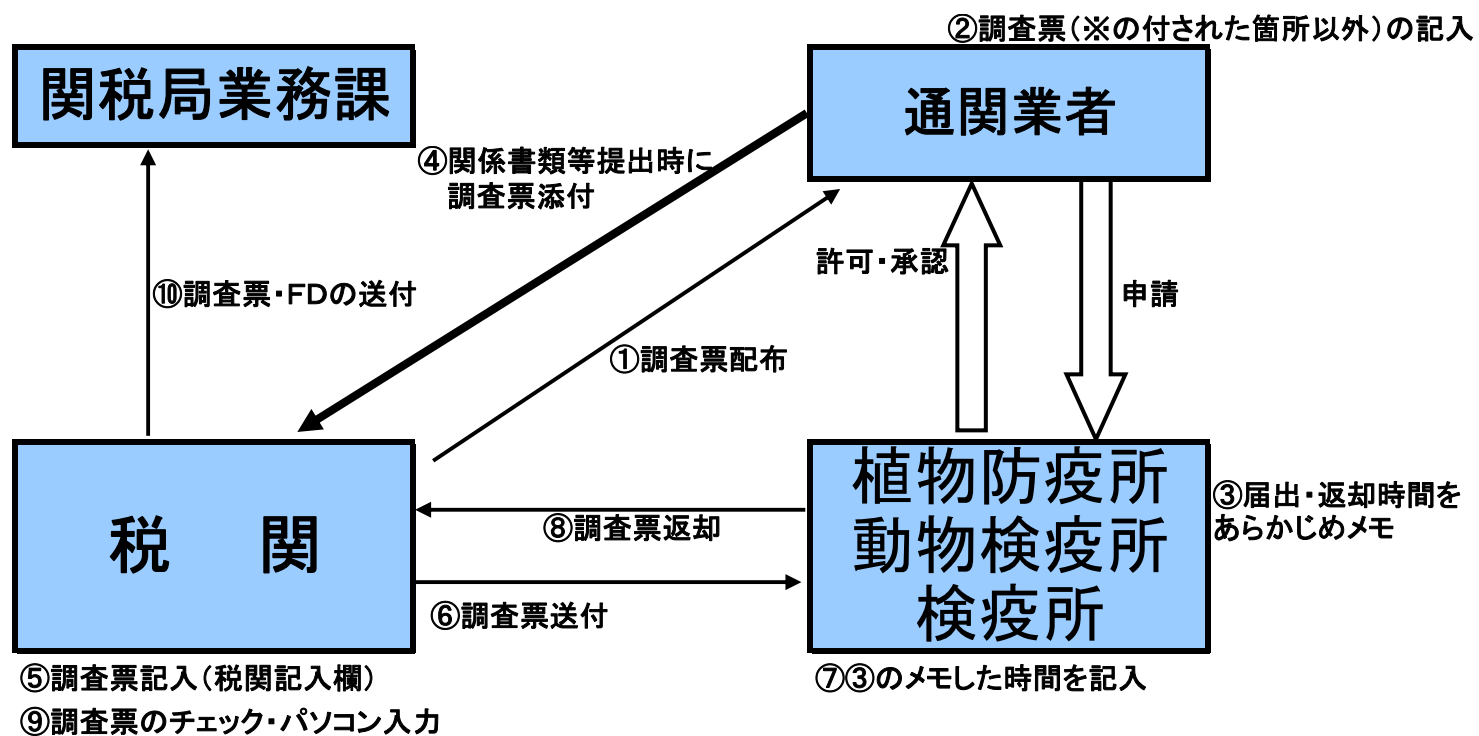 ②調査票(※の付された箇所以外)の記入
関税局業務課
通関業者
④関係書類等提出時に
調査票添付
許可・承認
申請
⑩調査票・FDの送付
①調査票配布
税　関
植物防疫所
動物検疫所
検疫所
③届出・返却時間を
あらかじめメモ
⑧調査票返却
⑥調査票送付
⑤調査票記入(税関記入欄)
⑦③のメモした時間を記入
⑨調査票のチェック・パソコン入力